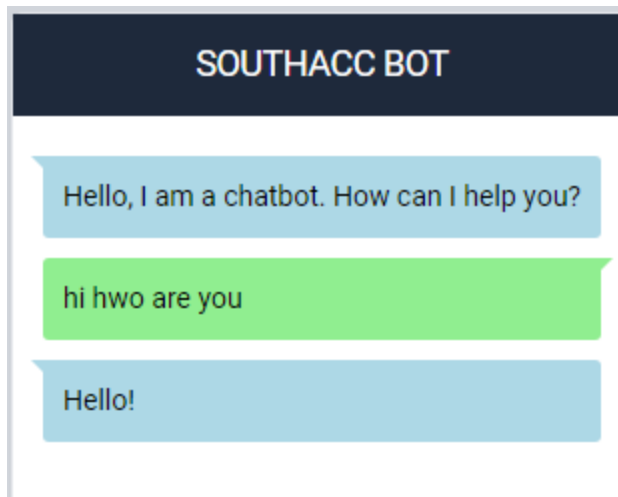 SOUTHACC BOT
Hello, I am a chatbot. How can I help you?
hi hwo are you
Hello!